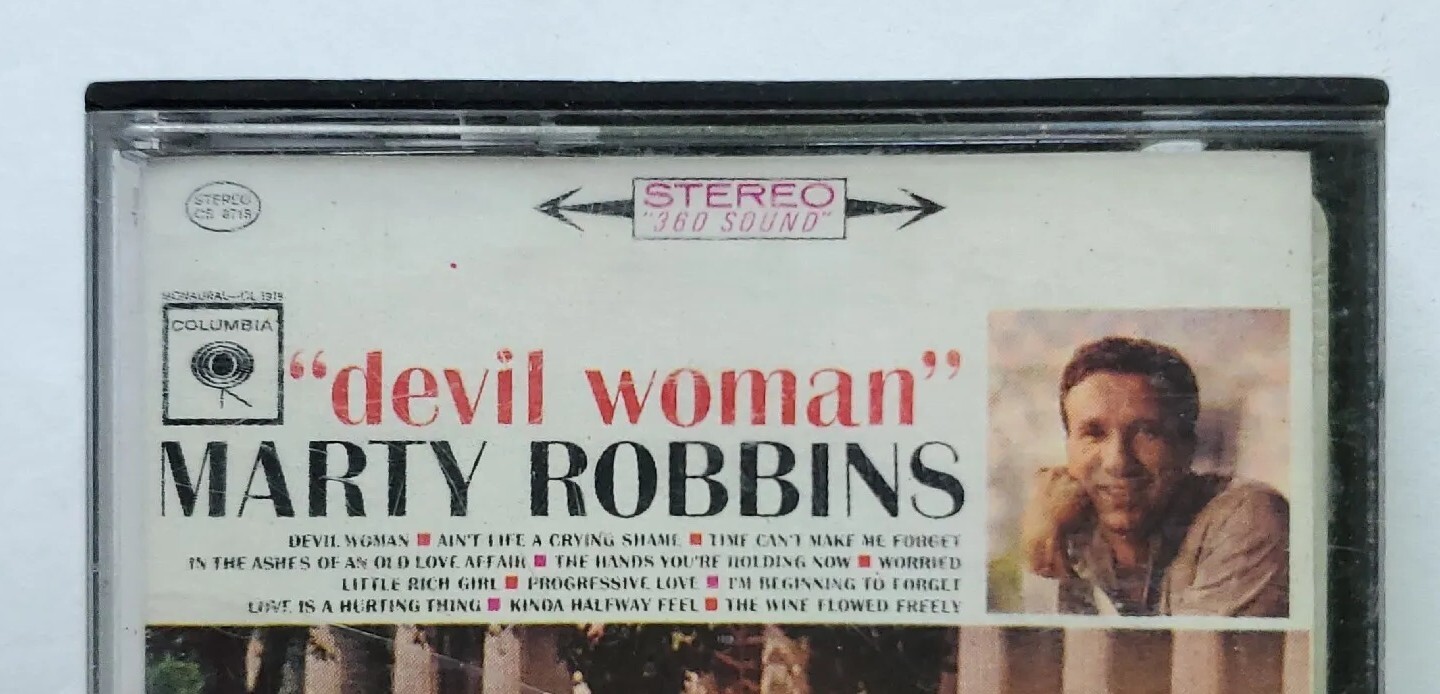 STEREO
CS 8718
STEREO
"360 SOUND"
MONAURAL—CL 1918
COLUMBIA
“devil woman”
MARTY ROBBINS
DEVIL WOMAN ■ AIN'T LIFE A CRYING SHAME ■ TIME CAN'T MAKE ME FORGET
IN THE ASHES OF AN OLD LOVE AFFAIR ■ THE HANDS YOU'RE HOLDING NOW ■ WORRIED
LITTLE RICH GIRL ■ PROGRESSIVE LOVE ■ I'M BEGINNING TO FORGET
LOVE IS A HURTING THING ■ KINDA HALFWAY FEEL ■ THE WINE FLOWED FREELY